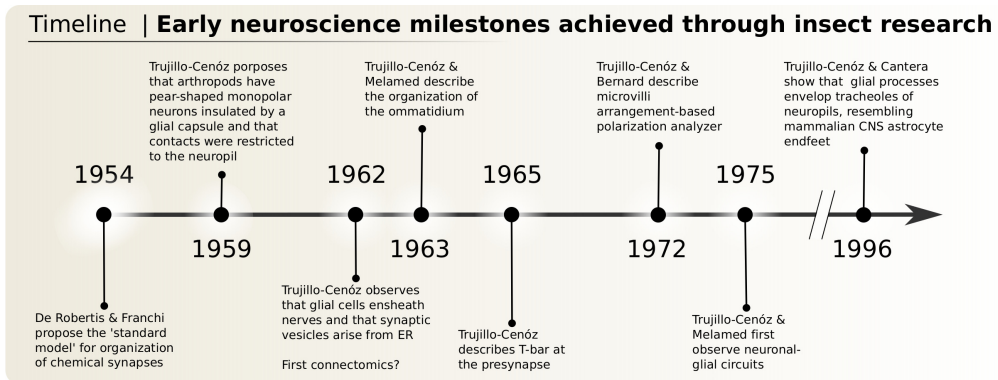 Timeline | Early neuroscience milestones achieved through insect research
Trujillo-Cenóz porposes
that arthropods have
pear-shaped monopolar
neurons insulated by a
glial capsule and that
contacts were restricted
to the neuropil
Trujillo-Cenóz &
Melamed describe
the organization of
the ommatidium
Trujillo-Cenóz &
Bernard describe
microvilli
arrangement-based
polarization analyzer
Trujillo-Cenóz & Cantera
show that glial processes
envelop tracheoles of
neuropils, resembling
mammalian CNS astrocyte
endfeet
1954
1962
1965
1975
1959
1963
1972
1996
De Robertis & Franchi
propose the 'standard
model' for organization
of chemical synapses
Trujillo-Cenóz observes
that glial cells ensheath
nerves and that synaptic
vesicles arise from ER
First connectomics?
Trujillo-Cenóz
describes T-bar at
the presynapse
Trujillo-Cenóz &
Melamed first
observe neuronal-
glial circuits